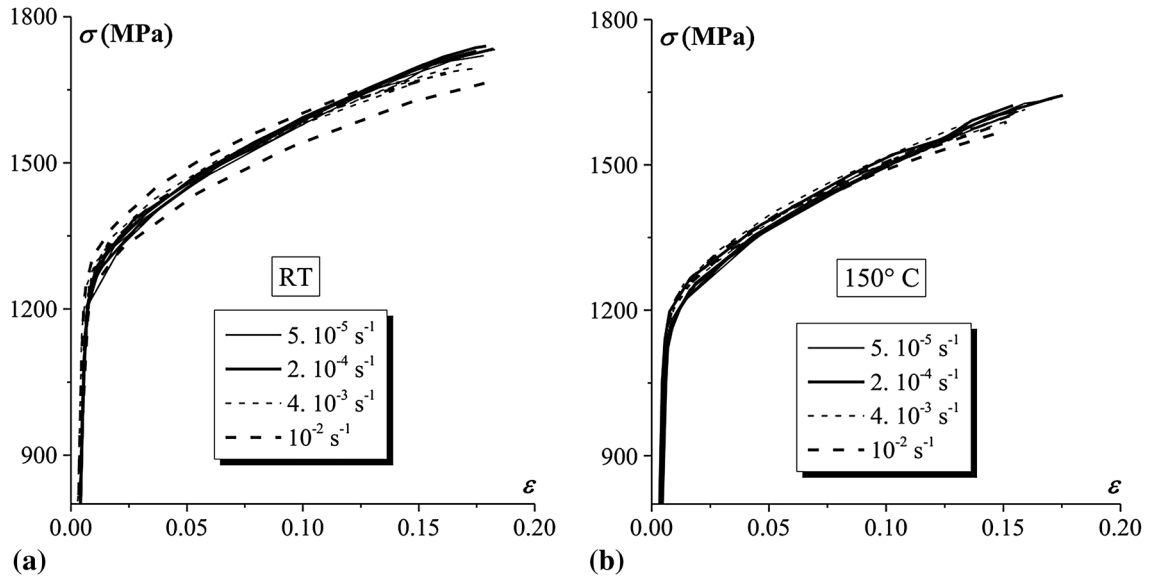 1800
σ (MPa)
1500
1200
900
0.00
0.05
0.10
0.15
0.20
ε
RT
5. 10⁻⁵ s⁻¹
2. 10⁻⁴ s⁻¹
4. 10⁻³ s⁻¹
10⁻² s⁻¹
(a)
1800
σ (MPa)
1500
1200
900
0.00
0.05
0.10
0.15
0.20
ε
150° C
5. 10⁻⁵ s⁻¹
2. 10⁻⁴ s⁻¹
4. 10⁻³ s⁻¹
10⁻² s⁻¹
(b)